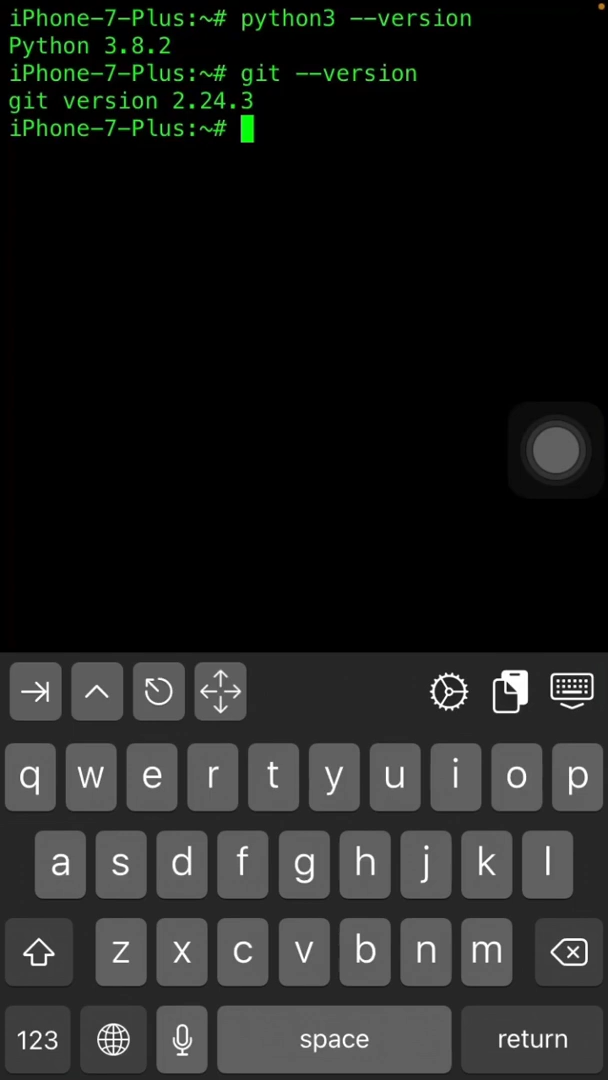 iPhone-7-Plus:~# python3 --version
Python 3.8.2
iPhone-7-Plus:~# git --version
git version 2.24.3
iPhone-7-Plus:~#
q w e r t y u i o p
a s d f g h j k l
z x c v b n m
123 space return